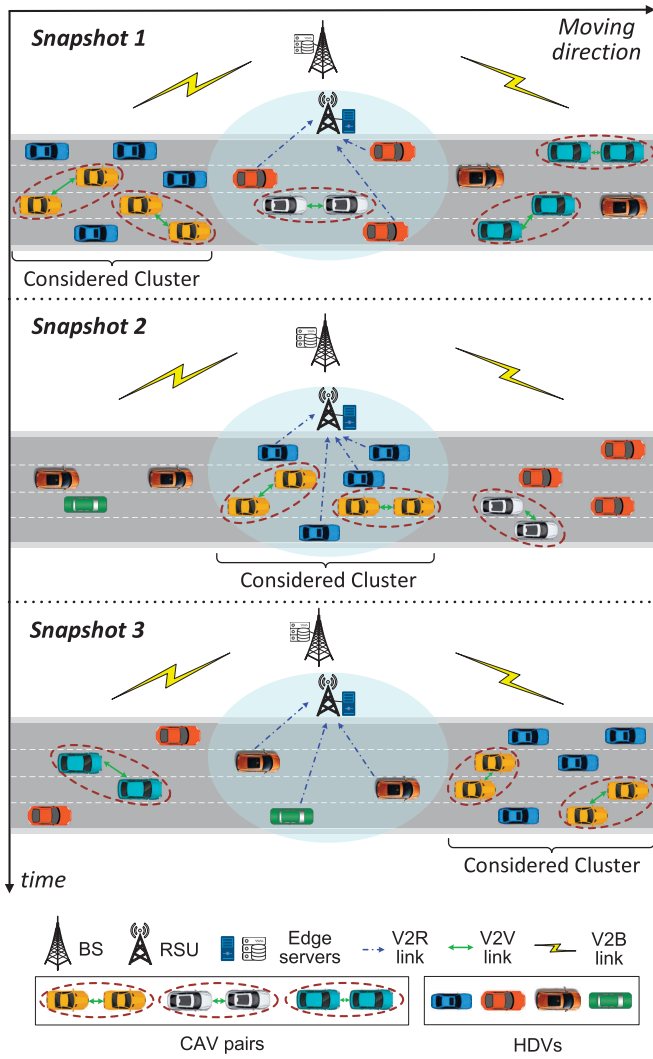 Snapshot 1
Moving
direction
Considered Cluster
Snapshot 2
Considered Cluster
Snapshot 3
Considered Cluster
time
BS
RSU
Edge
servers
V2R
link
V2V
link
V2B
link
CAV pairs
HDVs